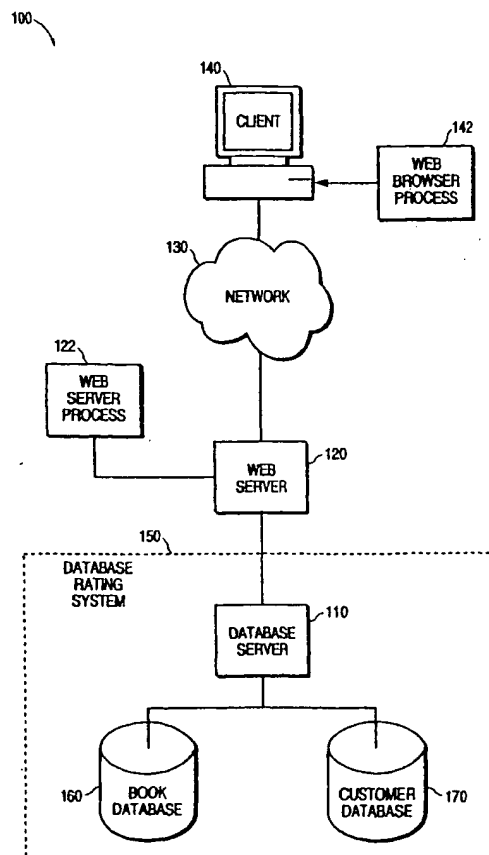 100
140
CLIENT
142
WEB
BROWSER
PROCESS
130
NETWORK
122
WEB
SERVER
PROCESS
120
WEB
SERVER
150
DATABASE
RATING
SYSTEM
110
DATABASE
SERVER
160
BOOK
DATABASE
CUSTOMER
DATABASE
170